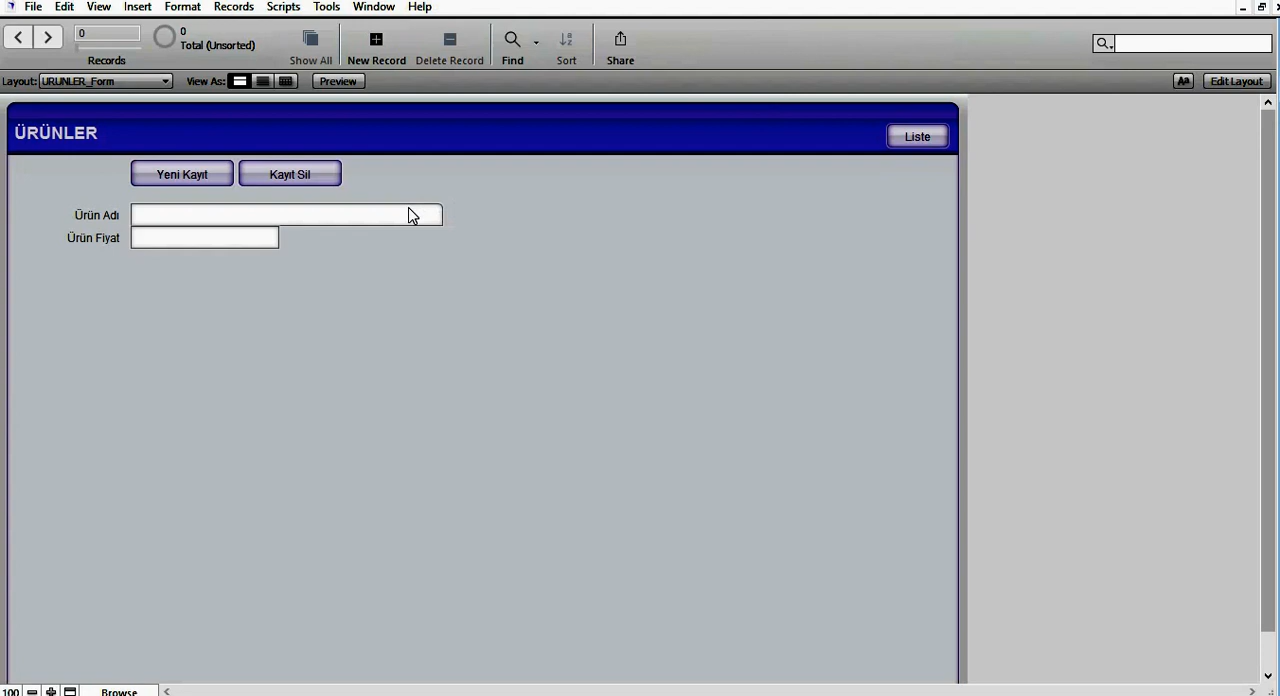 File Edit View Insert Format Records Scripts Tools Window Help
0
0
Total (Unsorted)
Records
Show All New Record Delete Record Find Sort Share
Layout: URUNLER_Form View As: Preview Aa Edit Layout
ÜRÜNLER
Liste
Yeni Kayıt Kayıt Sil
Ürün Adı
Ürün Fiyat
100 Browse